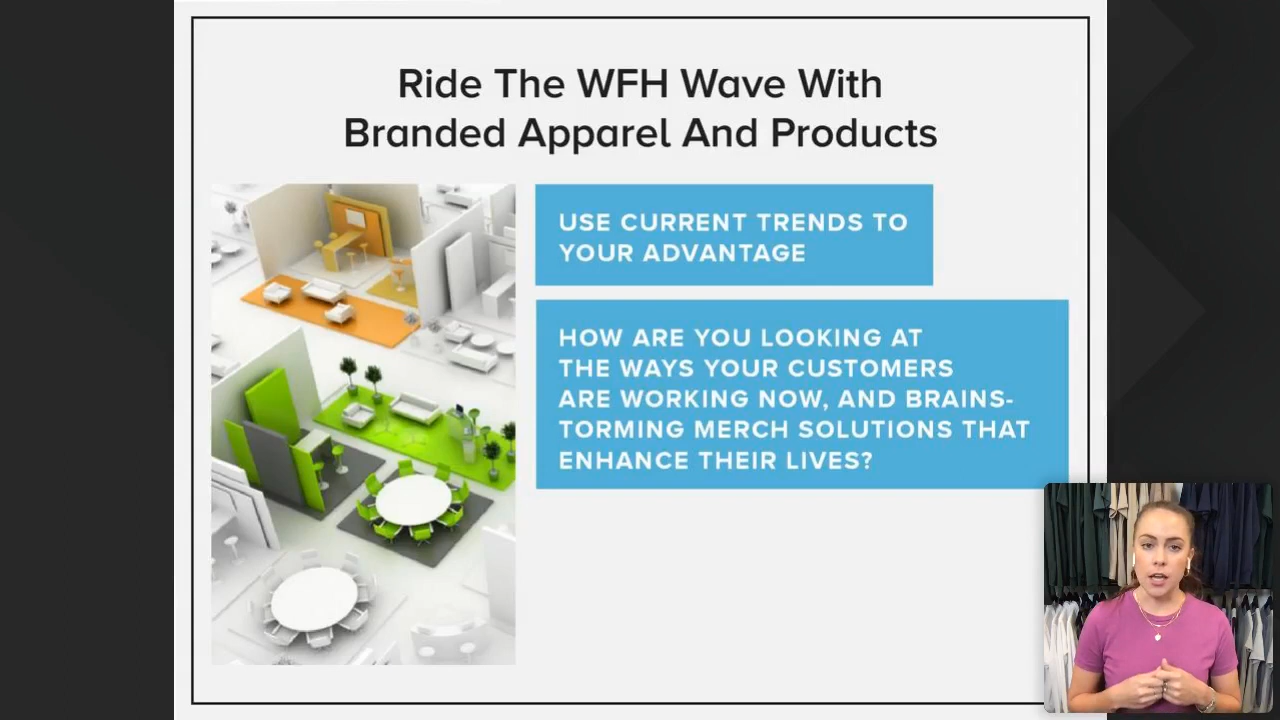 Ride The WFH Wave With
Branded Apparel And Products
USE CURRENT TRENDS TO
YOUR ADVANTAGE
HOW ARE YOU LOOKING AT
THE WAYS YOUR CUSTOMERS
ARE WORKING NOW, AND BRAINS-
TORMING MERCH SOLUTIONS THAT
ENHANCE THEIR LIVES?